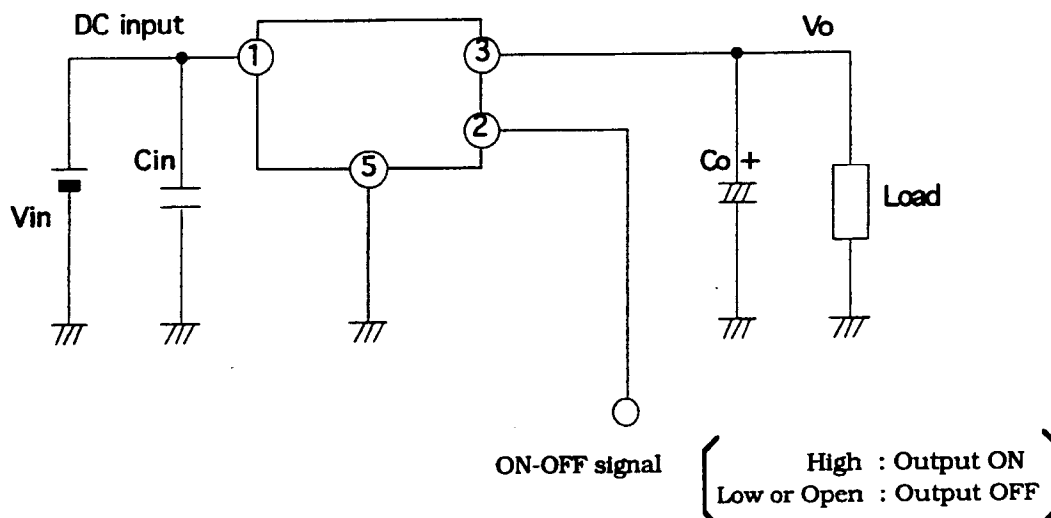 DC input
Vo
1
3
2
5
Cin
Co +
Vin
Load
ON-OFF signal
High : Output ON
Low or Open : Output OFF